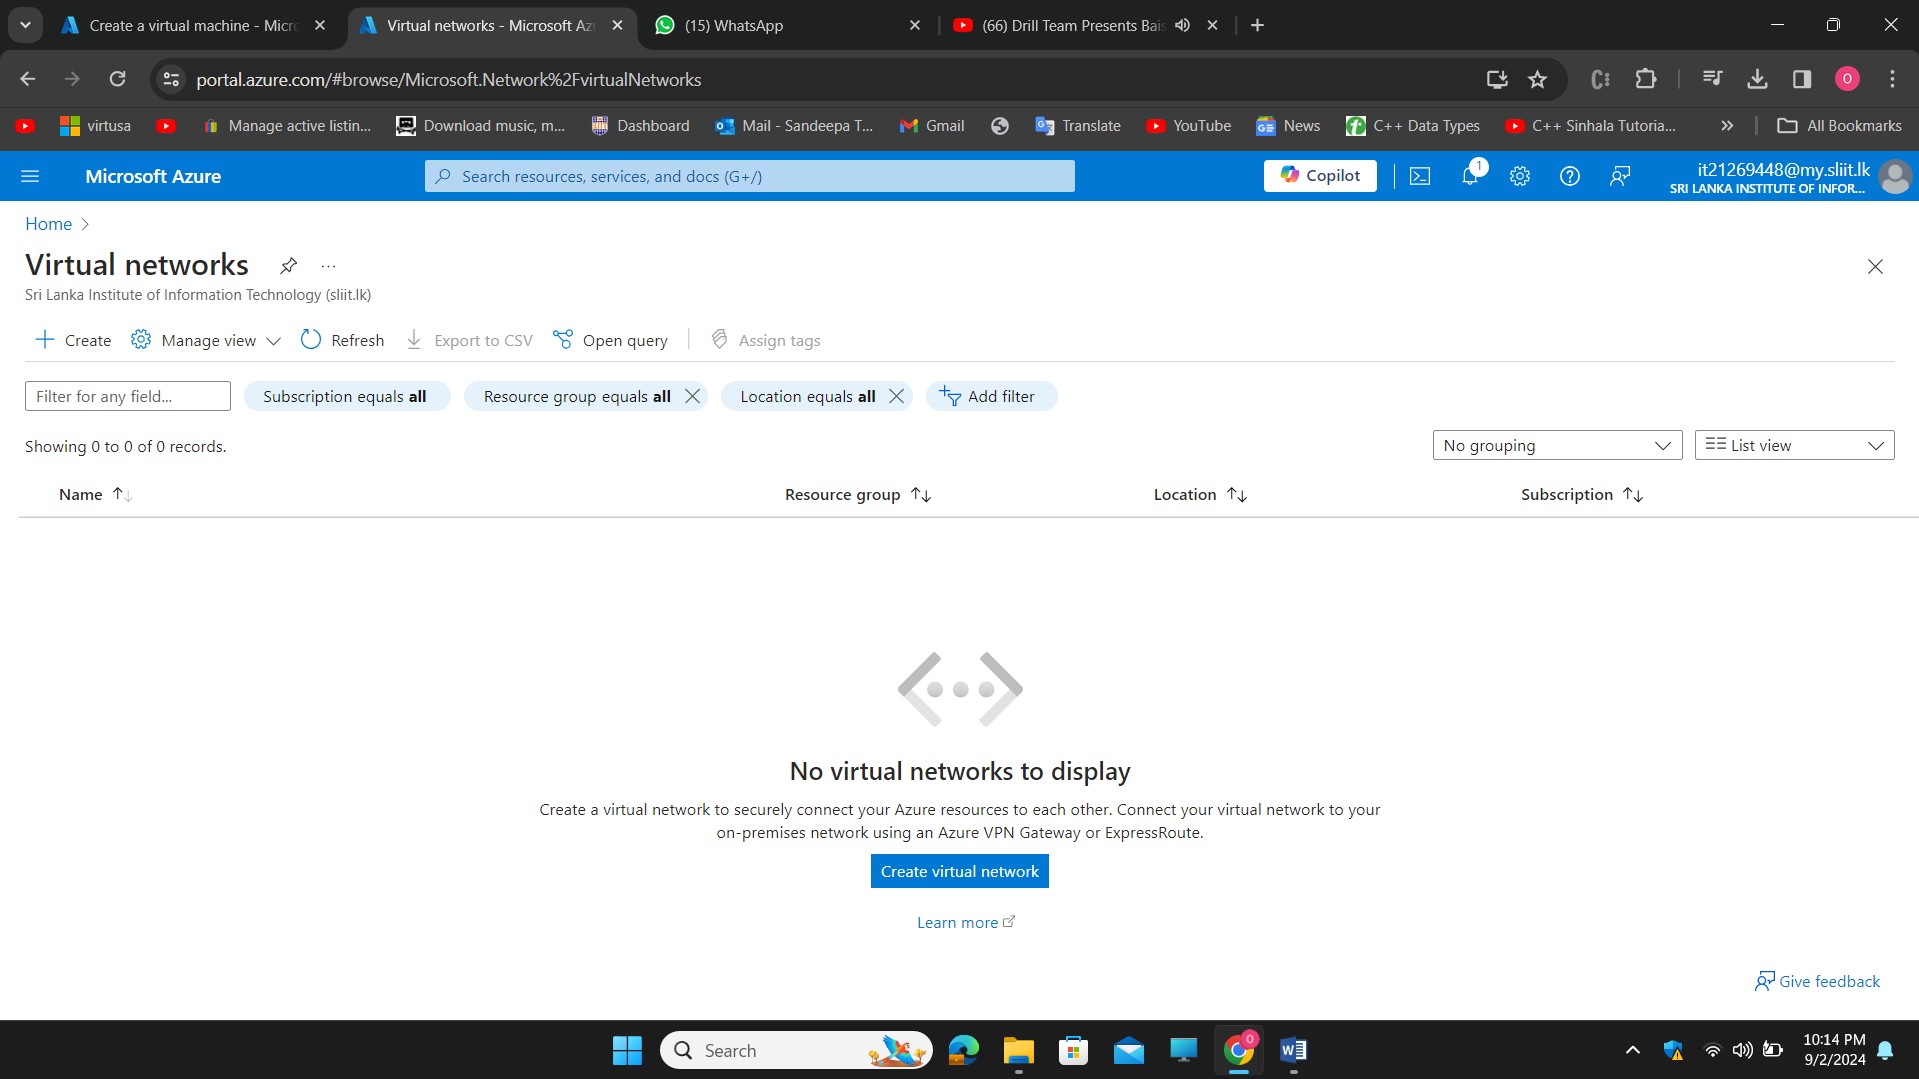 Create a virtual machine - Micro
Virtual networks - Microsoft Azu
(15) WhatsApp
(66) Drill Team Presents Bais
portal.azure.com/#browse/Microsoft.Network%2FvirtualNetworks
O
virtusa
Manage active listin...
Download music, m...
Dashboard
Mail - Sandeepa T...
Gmail
Translate
YouTube
News
C++ Data Types
C++ Sinhala Tutoria...
All Bookmarks
Microsoft Azure
Search resources, services, and docs (G+/)
Copilot
1
it21269448@my.sliit.lk
SRI LANKA INSTITUTE OF INFOR...
Home
Virtual networks
...
Sri Lanka Institute of Information Technology (sliit.lk)
Create
Manage view
Refresh
Export to CSV
Open query
Assign tags
Filter for any field...
Subscription equals all
Resource group equals all
Location equals all
Add filter
Showing 0 to 0 of 0 records.
No grouping
List view
Name
Resource group
Location
Subscription
No virtual networks to display
Create a virtual network to securely connect your Azure resources to each other. Connect your virtual network to your
on-premises network using an Azure VPN Gateway or ExpressRoute.
Create virtual network
Learn more
Give feedback
Search
10:14 PM
9/2/2024